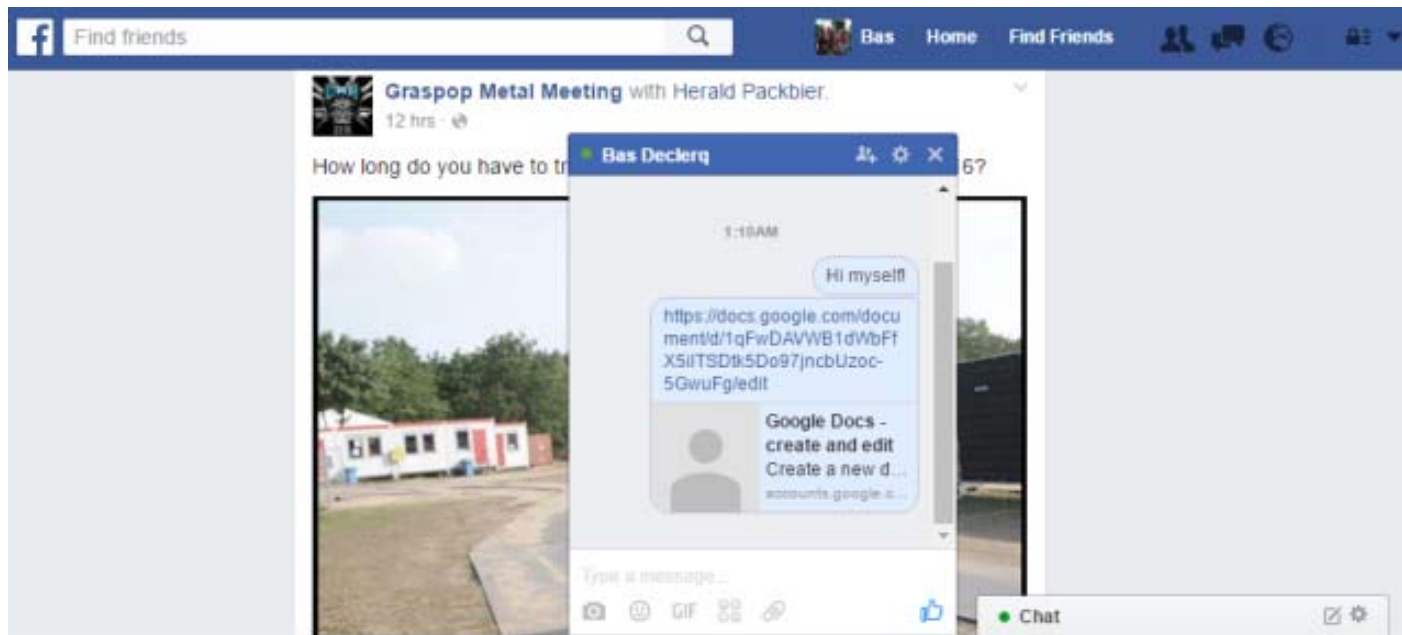 f Find friends Bas Home Find Friends
Graspop Metal Meeting with Herald Packbier.
12 hrs
How long do you have to tr 6?
Bas Declerq
1:10AM
Hi myself!
https://docs.google.com/docu
ment/d/1qFwDAVWB1dWbFf
X5iITSDtk5Do97jncbUzoc-
5GwuFg/edit
Google Docs -
create and edit
Create a new d...
accounts.google.c...
Type a message...
GIF
Chat